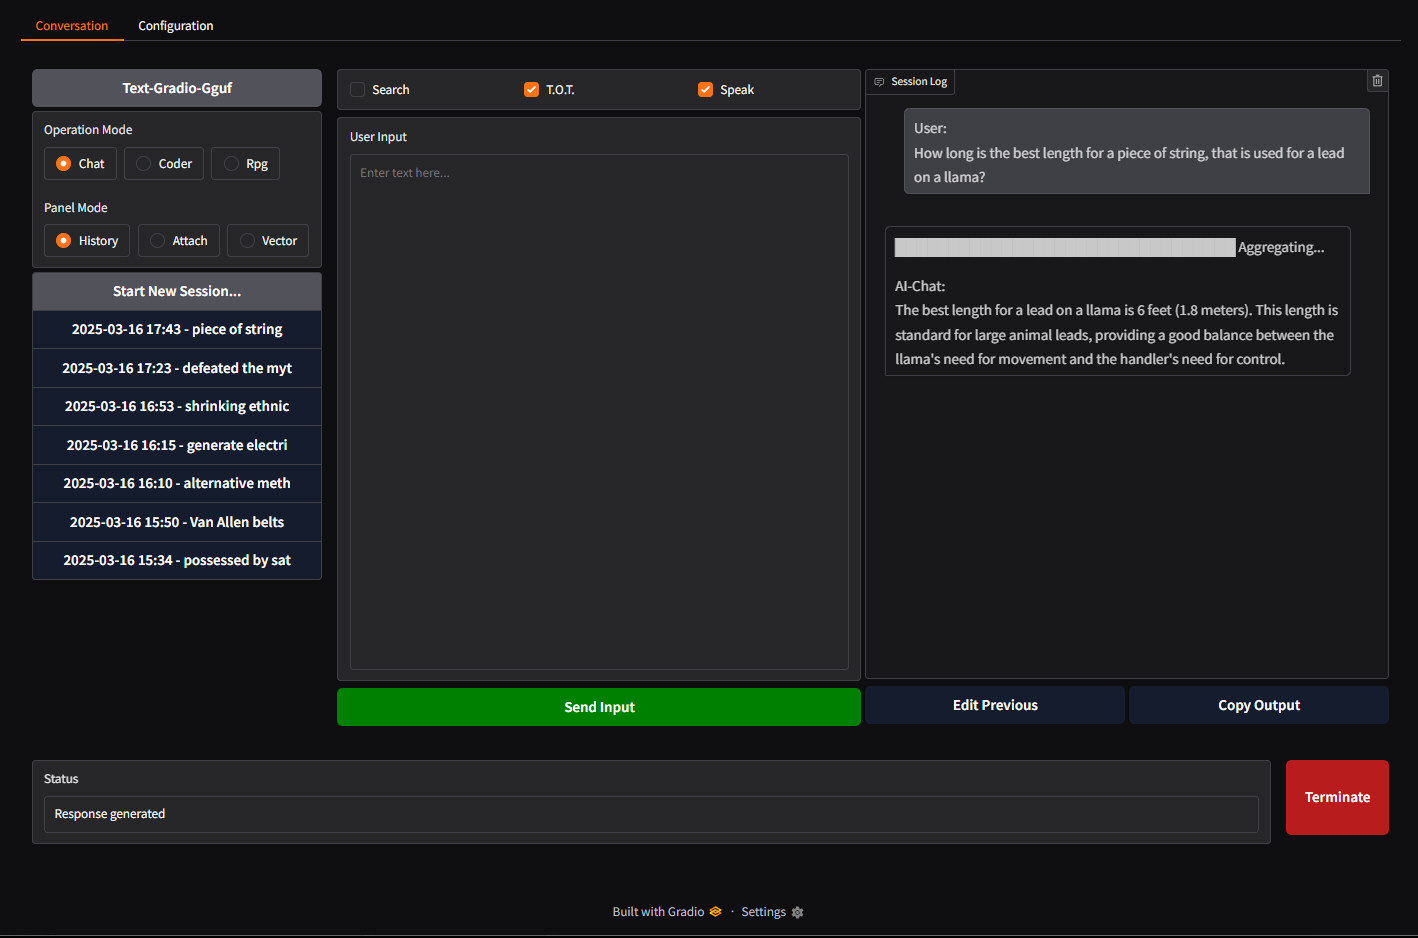 Conversation
Configuration
Text-Gradio-Gguf
Operation Mode
Chat
Coder
Rpg
Panel Mode
History
Attach
Vector
Start New Session...
2025-03-16 17:43 - piece of string
2025-03-16 17:23 - defeated the myt
2025-03-16 16:53 - shrinking ethnic
2025-03-16 16:15 - generate electri
2025-03-16 16:10 - alternative meth
2025-03-16 15:50 - Van Allen belts
2025-03-16 15:34 - possessed by sat
Search
T.O.T.
Speak
User Input
Enter text here...
Send Input
Session Log
User:
How long is the best length for a piece of string, that is used for a lead
on a llama?
Aggregating...
AI-Chat:
The best length for a lead on a llama is 6 feet (1.8 meters). This length is
standard for large animal leads, providing a good balance between the
llama's need for movement and the handler's need for control.
Edit Previous
Copy Output
Status
Response generated
Terminate
Built with Gradio · Settings